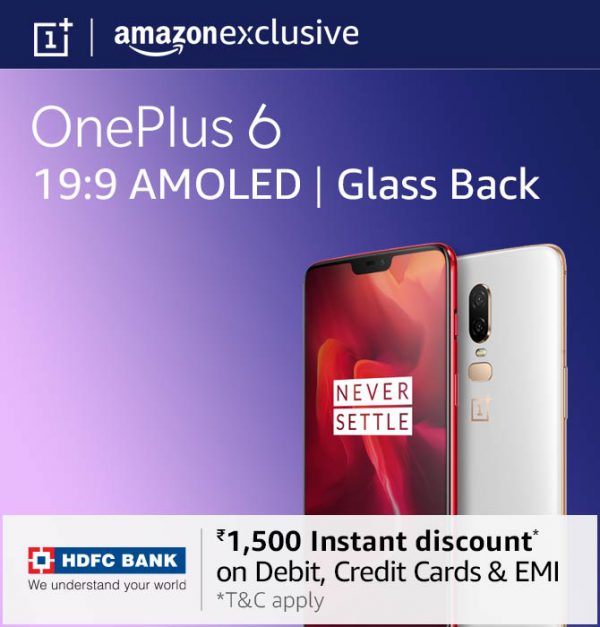 1+ | amazonexclusive
OnePlus 6
19:9 AMOLED | Glass Back
NEVER
SETTLE
1+
HDFC BANK
We understand your world
₹1,500 Instant discount*
on Debit, Credit Cards & EMI
*T&C apply